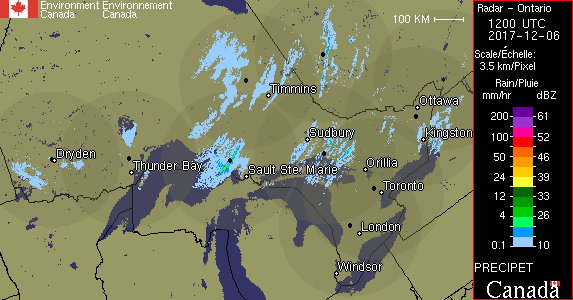 Environment Environnement
Canada Canada
100 KM
Timmins
Ottawa
Sudbury
Kingston
Dryden
Thunder Bay
Sault Ste. Marie
Orillia
Toronto
London
Windsor
Radar - Ontario
1200 UTC
2017-12-06
Scale/Échelle:
3.5 km/Pixel
Rain/Pluie
mm/hr dBZ
200 61
100 52
50 46
24 39
12 33
4 26
0.1 10
PRECIPET
Canada